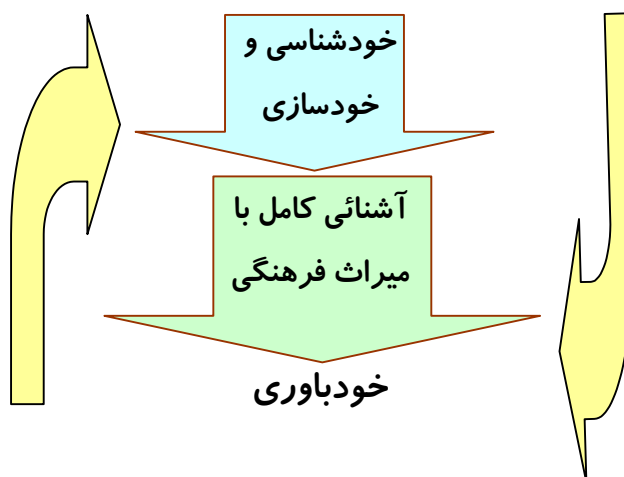 خودشناسی و
خودسازی
آشنائی کامل با
میراث فرهنگی
خودباوری